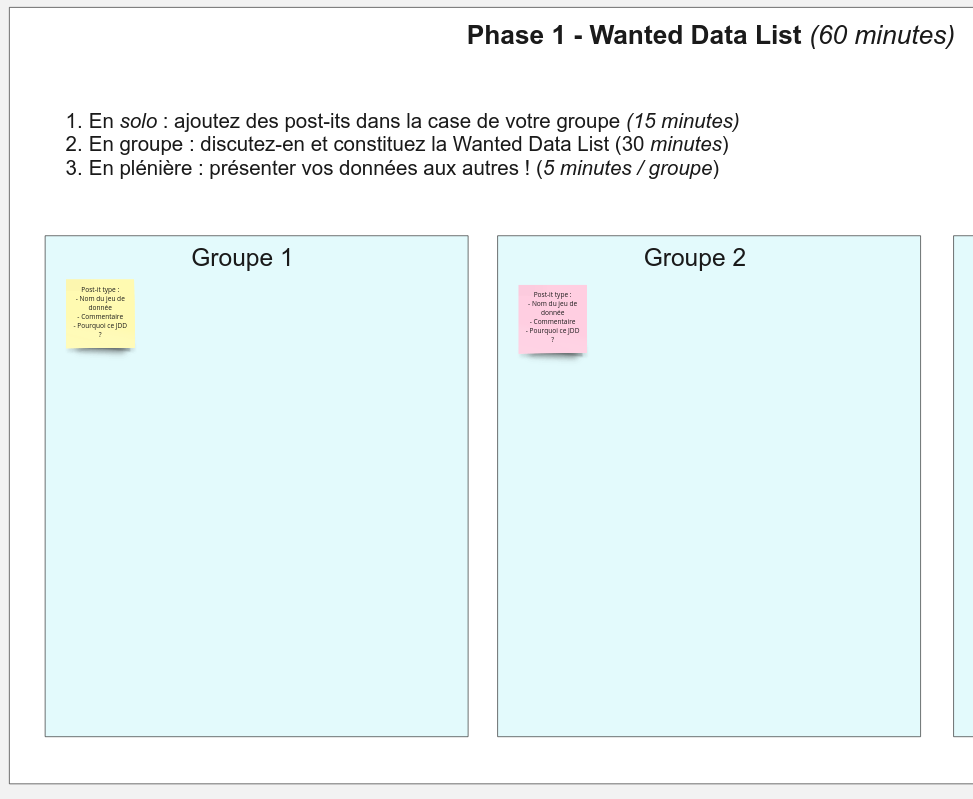 Phase 1 - Wanted Data List (60 minutes)
1. En solo : ajoutez des post-its dans la case de votre groupe (15 minutes)
2. En groupe : discutez-en et constituez la Wanted Data List (30 minutes)
3. En plénière : présenter vos données aux autres ! (5 minutes / groupe)
Groupe 1
Post-it type :
- Nom du jeu de
donnée
- Commentaire
- Pourquoi ce JDD
?
Groupe 2
Post-it type :
- Nom du jeu de
donnée
- Commentaire
- Pourquoi ce JDD
?